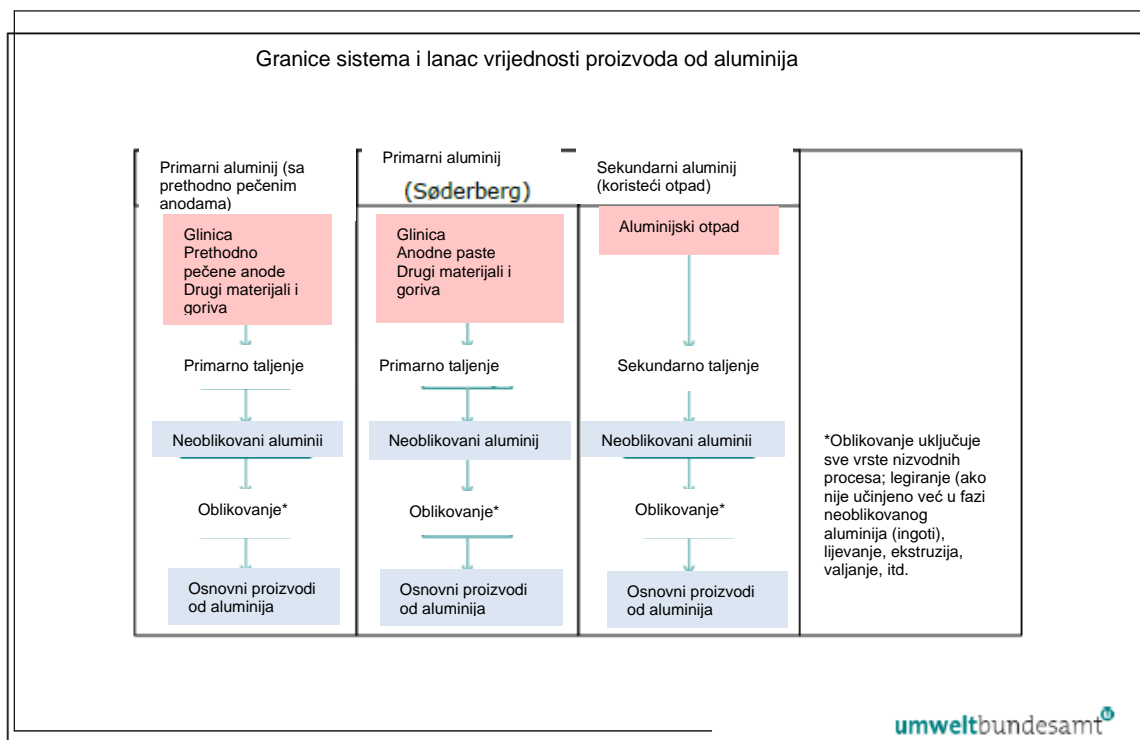 Granice sistema i lanac vrijednosti proizvoda od aluminija
Primarni aluminij (sa
prethodno pečenim
anodama)
Glinica
Prethodno
pečene anode
Drugi materijali i
goriva
Primarno taljenje
Neoblikovani aluminii
Oblikovanje*
Osnovni proizvodi
od aluminija
Primarni aluminij
(Søderberg)
Glinica
Anodne paste
Drugi materijali i
goriva
Primarno taljenje
Neoblikovani aluminij
Oblikovanje*
Osnovni proizvodi
od aluminija
Sekundarni aluminij
(koristeći otpad)
Aluminijski otpad
Sekundarno taljenje
Neoblikovani aluminii
Oblikovanje*
Osnovni proizvodi
od aluminija
*Oblikovanje uključuje
sve vrste nizvodnih
procesa; legiranje (ako
nije učinjeno već u fazi
neoblikovanog
aluminija (ingoti),
lijevanje, ekstruzija,
valjanje, itd.
umweltbundesamt